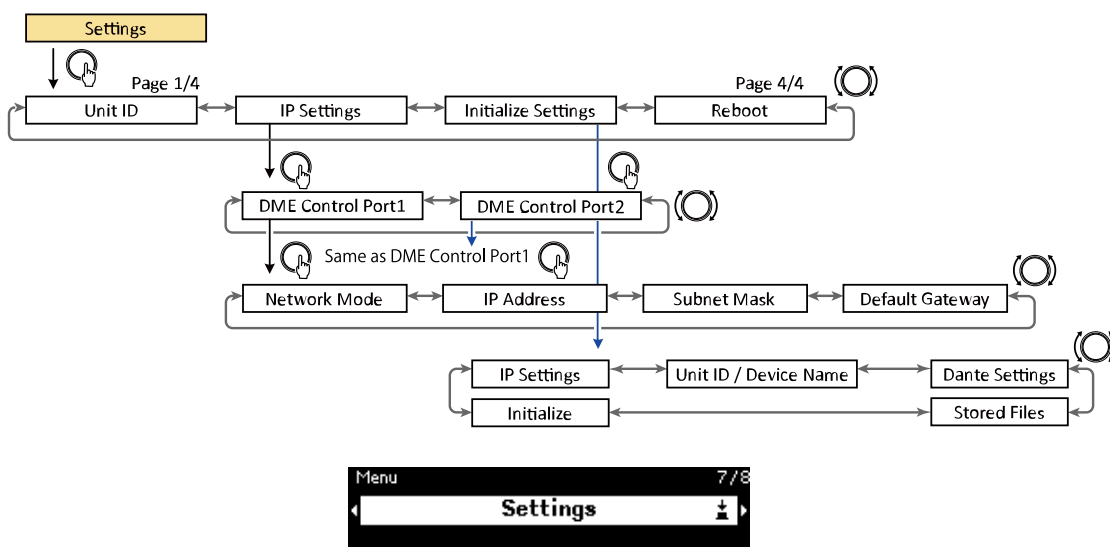 Settings
Page 1/4 Page 4/4
Unit ID IP Settings Initialize Settings Reboot
DME Control Port1 DME Control Port2
Same as DME Control Port1
Network Mode IP Address Subnet Mask Default Gateway
IP Settings Unit ID / Device Name Dante Settings
Initialize Stored Files
Menu 7/8
Settings